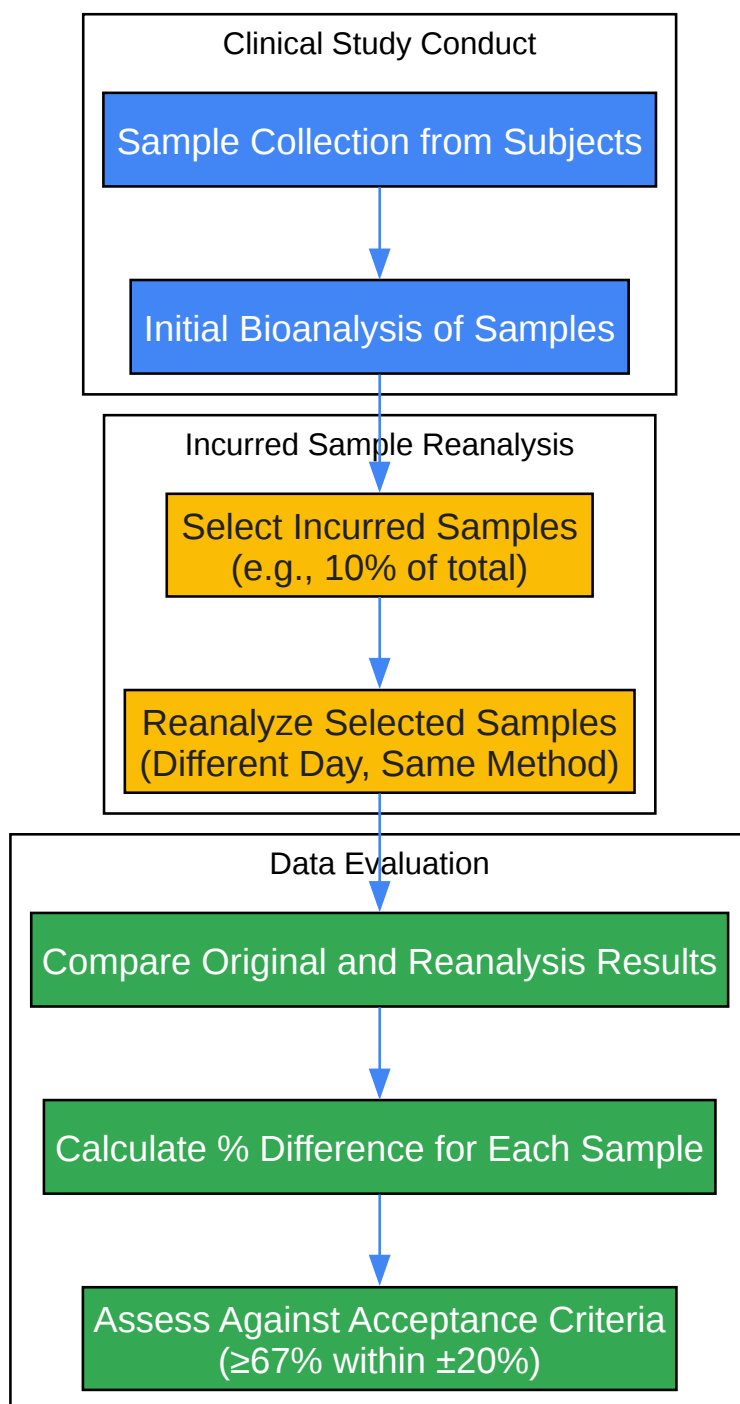 Clinical Study Conduct
Sample Collection from Subjects
Initial Bioanalysis of Samples
Incurred Sample Reanalysis
Select Incurred Samples
(e.g., 10% of total)
Reanalyze Selected Samples
(Different Day, Same Method)
Data Evaluation
Compare Original and Reanalysis Results
Calculate % Difference for Each Sample
Assess Against Acceptance Criteria
(≥67% within ±20%)